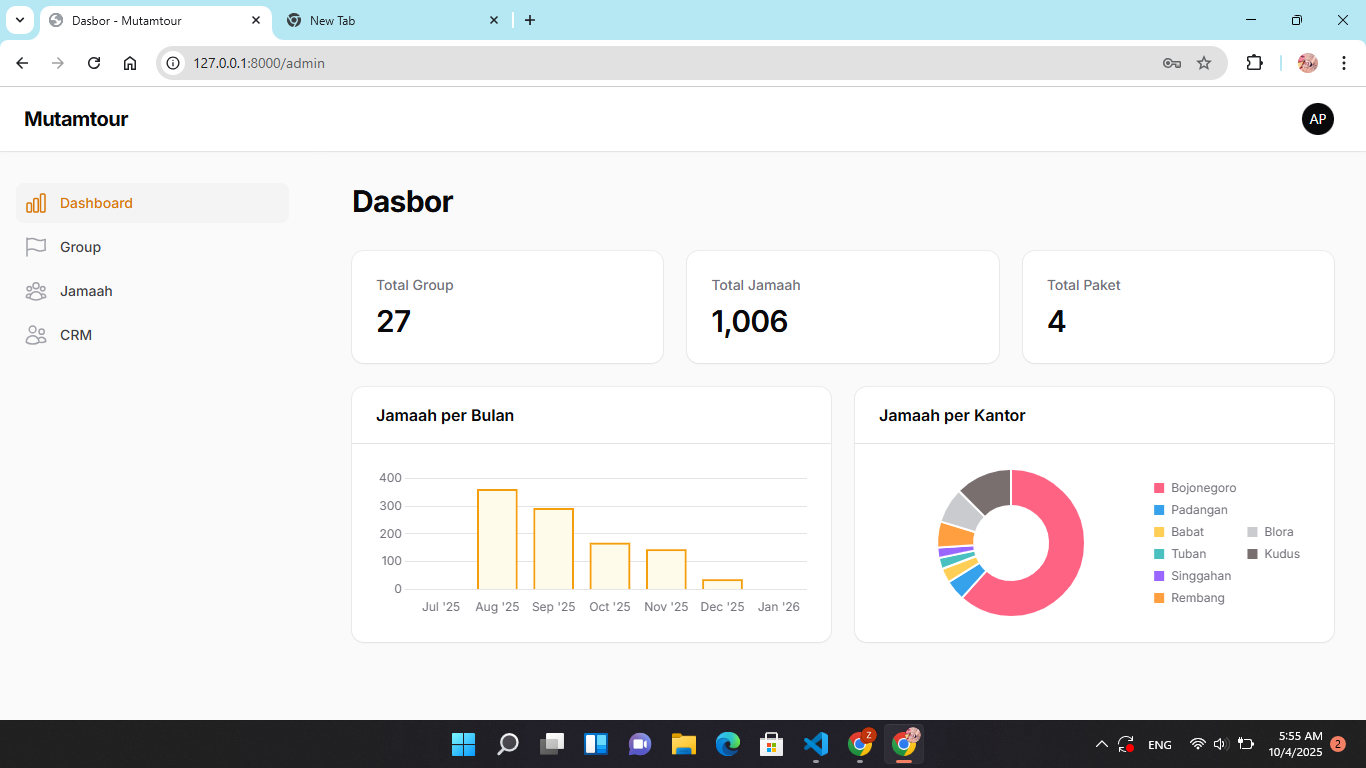 Dasbor - Mutamtour
New Tab
127.0.0.1:8000/admin
Mutamtour
AP
Dashboard
Group
Jamaah
CRM
Dasbor
Total Group
27
Total Jamaah
1,006
Total Paket
4
Jamaah per Bulan
400
300
200
100
0
Jul '25 Aug '25 Sep '25 Oct '25 Nov '25 Dec '25 Jan '26
Jamaah per Kantor
Bojonegoro
Padangan
Babat
Tuban
Singgahan
Rembang
Blora
Kudus
Z
ENG
5:55 AM
10/4/2025
2